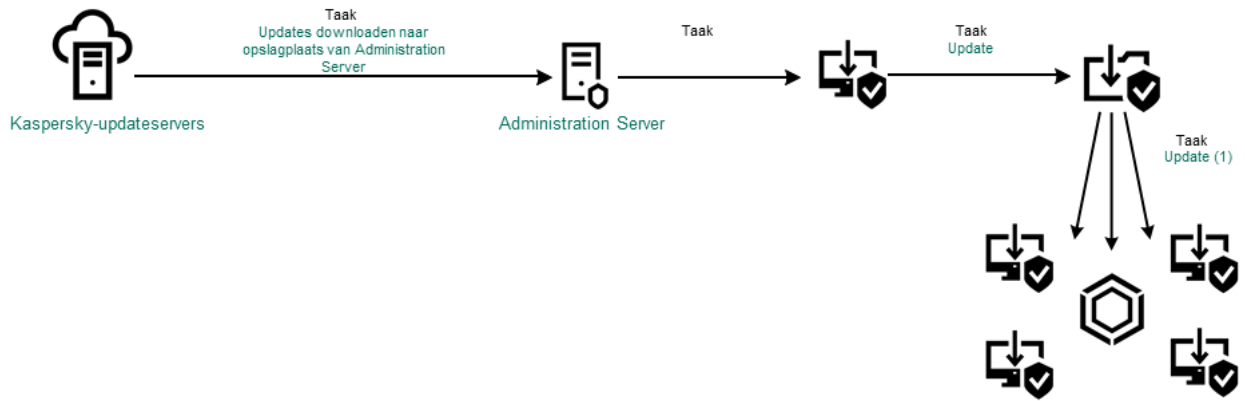 Taak
Updates downloaden naar
opslagplaats van Administration
Server
Taak
Taak
Update
Kaspersky-updateservers
Administration Server
Taak
Update (1)